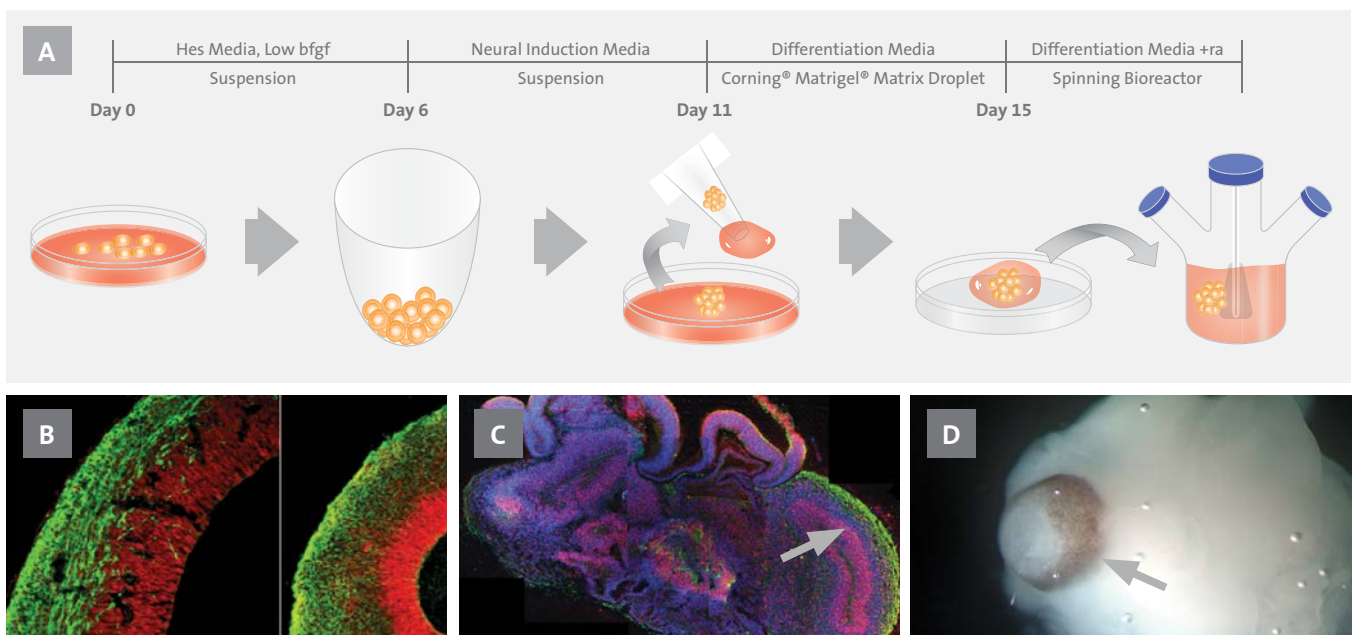 A
Hes Media, Low bfgf
Neural Induction Media
Differentiation Media
Differentiation Media +ra
Suspension
Suspension
Corning® Matrigel® Matrix Droplet
Spinning Bioreactor
Day 0
Day 6
Day 11
Day 15
B
C
D